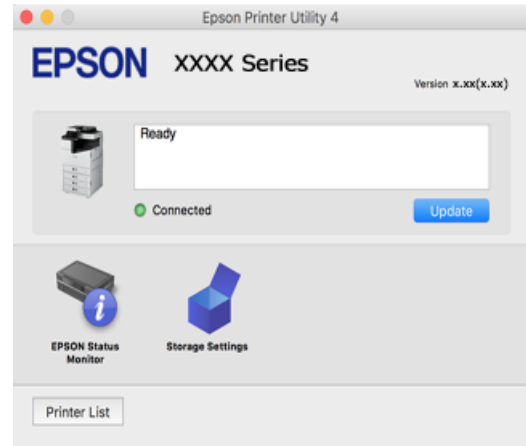 Epson Printer Utility 4
EPSON XXXX Series
Version x.xx(x.xx)
Ready
Connected
Update
EPSON Status
Monitor
Storage Settings
Printer List